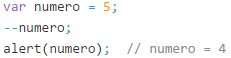 var numero = 5;
--numero;
alert(numero);  // numero = 4